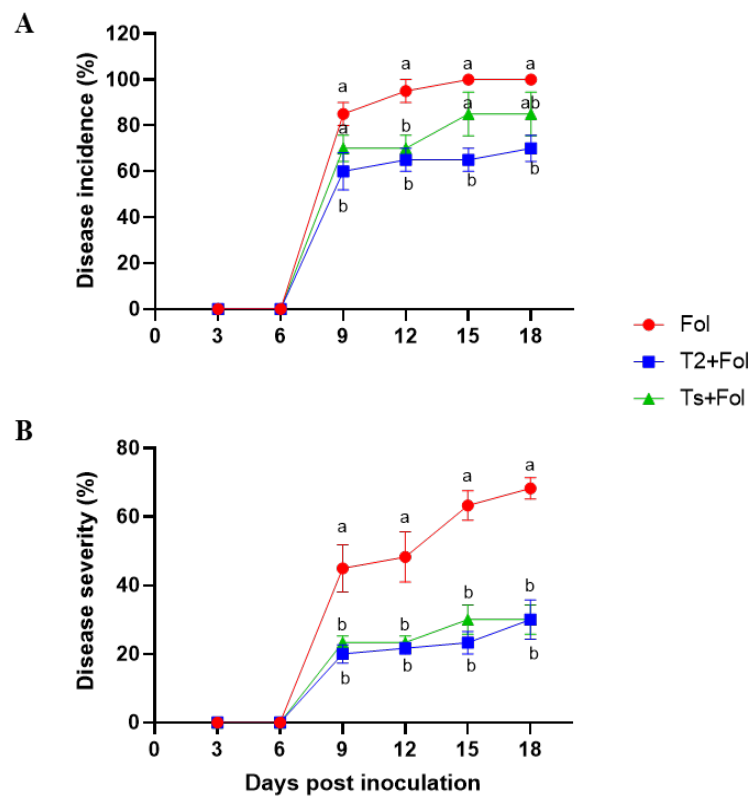 A
Disease incidence (%)
120
100
80
60
40
20
0
a
a
a
a
a
b
a
ab
b
b
b
b
0 3 6 9 12 15 18
Fol
T2+Fol
Ts+Fol
B
Disease severity (%)
80
60
40
20
0
a
a
a
a
b
b
b
b
b
b
b
b
0 3 6 9 12 15 18
Days post inoculation